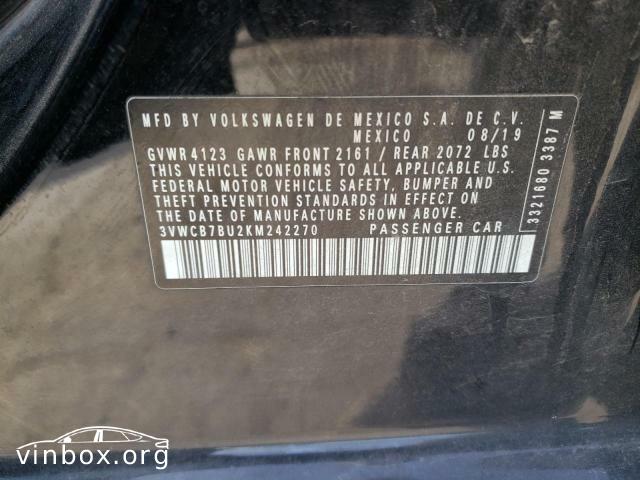 MFD BY VOLKSWAGEN DE MEXICO S.A. DE C.V.
MEXICO 08/19
GVWR 4123 GAWR FRONT 2161 / REAR 2072 LBS
THIS VEHICLE CONFORMS TO ALL APPLICABLE U.S.
FEDERAL MOTOR VEHICLE SAFETY, BUMPER AND
THEFT PREVENTION STANDARDS IN EFFECT ON
THE DATE OF MANUFACTURE SHOWN ABOVE.
3VWCB7BU2KM242270 PASSENGER CAR
3321680 3387 M
vinbox.org